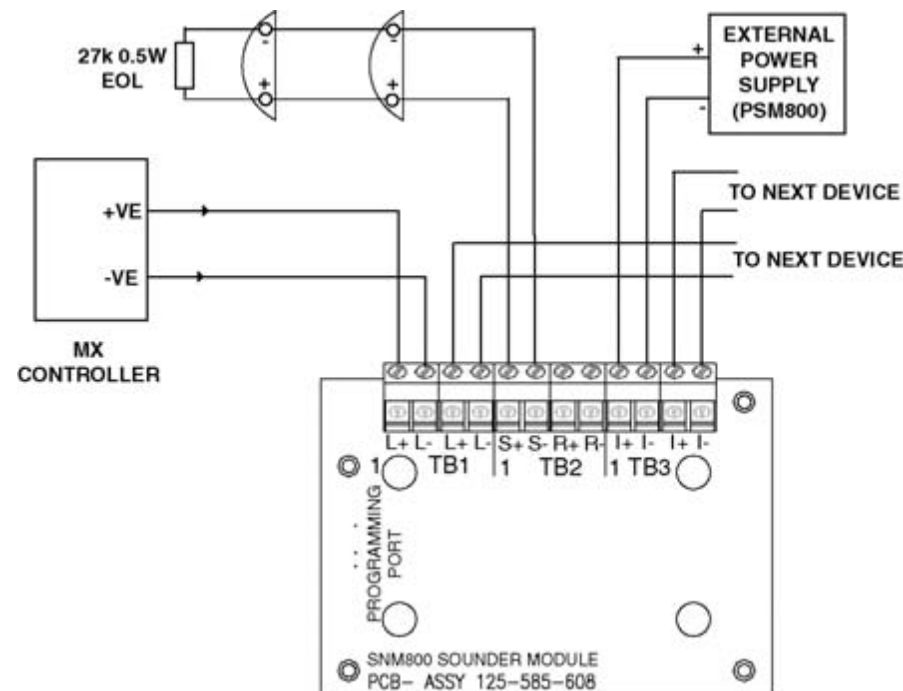 27k 0.5W
EOL
-
+
-
+
EXTERNAL
POWER
SUPPLY
(PSM800)
+
-
TO NEXT DEVICE
TO NEXT DEVICE
+VE
-VE
MX
CONTROLLER
L+ L- L+ L- S+ S- R+ R- I+ I- I+ I-
1 TB1 1 TB2 1 TB3
PROGRAMMING
PORT
SNM800 SOUNDER MODULE
PCB- ASSY 125-585-608